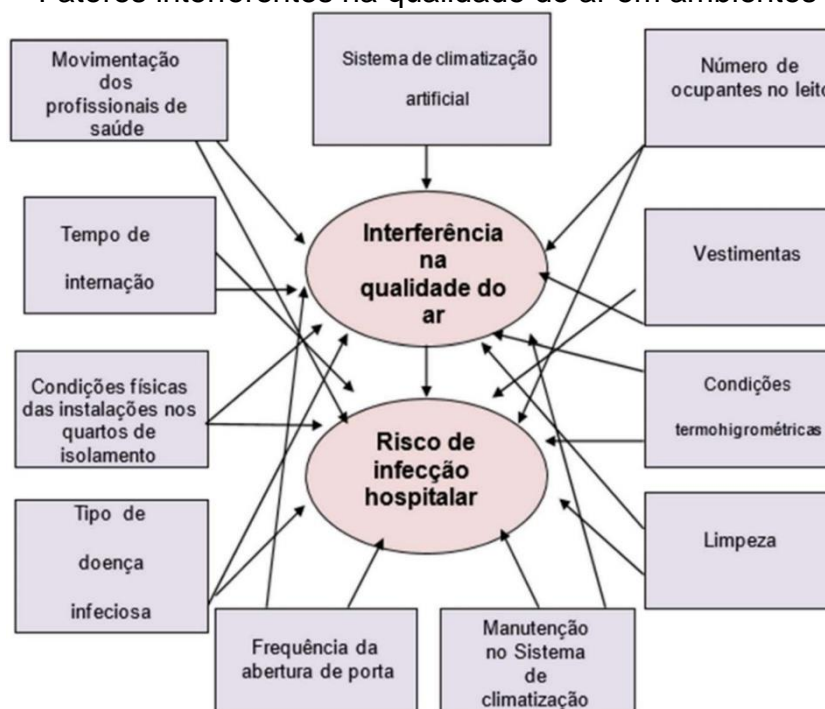 Fatores interferentes na qualidade do ar em ambientes
Movimentação
dos
profissionais de
saúde
Sistema de climatização
artificial
Número de
ocupantes no leito
Tempo de
internação
Interferência
na
qualidade do
ar
Vestimentas
Condições físicas
das instalações nos
quartos de
isolamento
Risco de
infecção
hospitalar
Condições
termohigrométricas
Tipo de
doença
infeciosa
Limpeza
Frequência da
abertura de porta
Manutenção
no Sistema
de
climatização